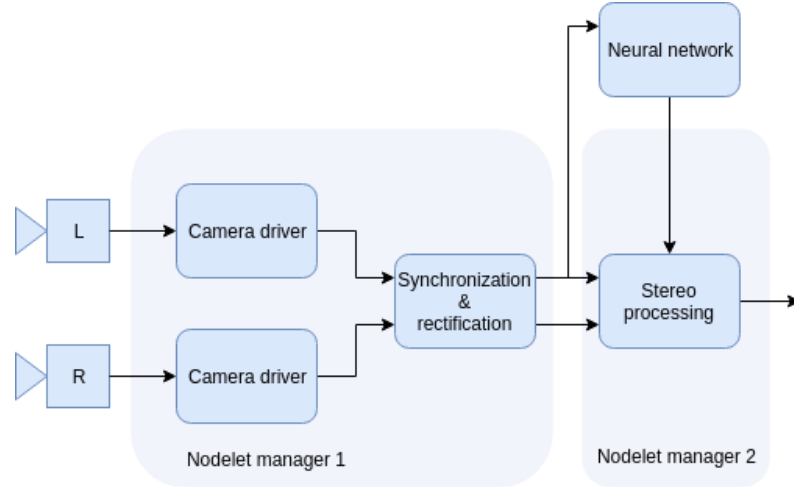 Neural network
L
Camera driver
Synchronization
&
rectification
Stereo
processing
R
Camera driver
Nodelet manager 1
Nodelet manager 2